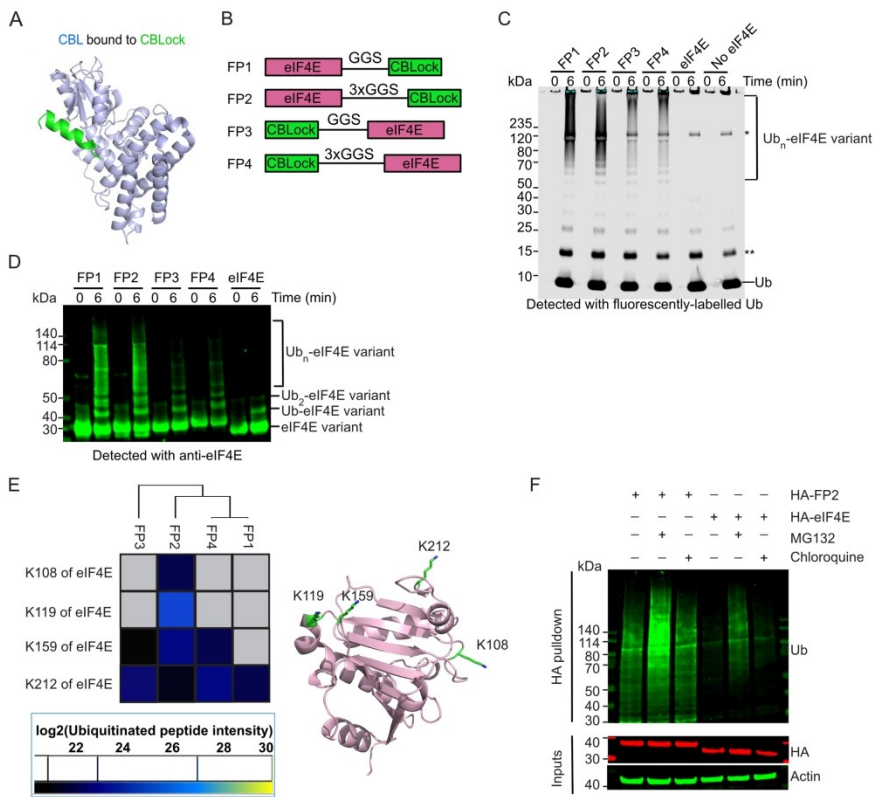 A
CBL bound to CBLock
B
FP1 eIF4E GGS CBLock
FP2 eIF4E 3xGGS CBLock
FP3 CBLock GGS eIF4E
FP4 CBLock 3xGGS eIF4E
C
FP1 FP2 FP3 FP4 eIF4E No eIF4E
kDa 0 6 0 6 0 6 0 6 0 6 0 6 Time (min)
235
120 *
80
70
50
40
30
25
15 **
10
Ubn-eIF4E variant
Ub
Detected with fluorescently-labelled Ub
D
FP1 FP2 FP3 FP4 eIF4E
kDa 0 6 0 6 0 6 0 6 0 6 Time (min)
140
114
80
50
40
30
Ubn-eIF4E variant
Ub2-eIF4E variant
Ub-eIF4E variant
eIF4E variant
Detected with anti-eIF4E
E
FP3 FP2 FP4 FP1
K108 of eIF4E
K119 of eIF4E
K159 of eIF4E
K212 of eIF4E
log2(Ubiquitinated peptide intensity)
22 24 26 28 30
K212
K119 K159
K108
F
+ + + − − − HA-FP2
− − − + + + HA-eIF4E
− + − − + − MG132
− − + − − + Chloroquine
kDa
HA pulldown
140
114
80
70
50
40
30
Ub
Inputs
40
30
HA
40
Actin